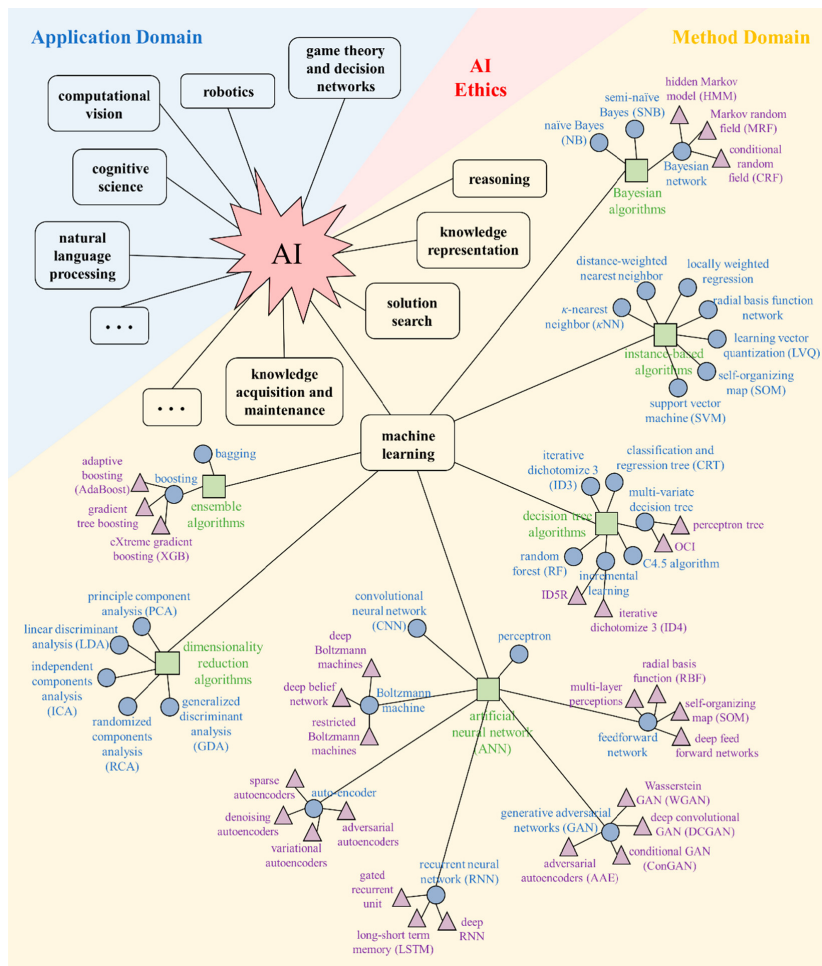 Application Domain
AI
Ethics
Method Domain
game theory
and decision
networks
robotics
computational
vision
cognitive
science
natural
language
processing
...
AI
reasoning
knowledge
representation
solution
search
knowledge
acquisition and
maintenance
...
machine
learning
semi-naïve
Bayes (SNB)
naïve Bayes
(NB)
hidden Markov
model (HMM)
Markov random
field (MRF)
conditional
random
field (CRF)
Bayesian
network
Bayesian
algorithms
distance-weighted
nearest neighbor
locally weighted
regression
κ-nearest
neighbor (κNN)
radial basis function
network
learning vector
quantization (LVQ)
instance-based
algorithms
self-organizing
map (SOM)
support vector
machine (SVM)
bagging
adaptive
boosting
(AdaBoost)
boosting
gradient
tree boosting
ensemble
algorithms
eXtreme gradient
boosting (XGB)
iterative
dichotomize 3
(ID3)
classification and
regression tree (CRT)
multi-variate
decision tree
decision tree
algorithms
perceptron tree
OCI
random
forest (RF)
C4.5 algorithm
incremental
learning
ID5R
iterative
dichotomize 3 (ID4)
principle component
analysis (PCA)
linear discriminant
analysis (LDA)
dimensionality
reduction
algorithms
independent
components
analysis
(ICA)
generalized
discriminant
analysis
(GDA)
randomized
components
analysis
(RCA)
convolutional
neural network
(CNN)
perceptron
deep
Boltzmann
machines
deep belief
network
Boltzmann
machine
restricted
Boltzmann
machines
artificial
neural network
(ANN)
radial basis
function (RBF)
multi-layer
perceptions
self-organizing
map (SOM)
feedforward
network
deep feed
forward networks
sparse
autoencoders
auto-encoder
denoising
autoencoders
adversarial
autoencoders
variational
autoencoders
Wasserstein
GAN (WGAN)
generative adversarial
networks (GAN)
deep convolutional
GAN (DCGAN)
adversarial
autoencoders (AAE)
conditional GAN
(ConGAN)
recurrent neural
network (RNN)
gated
recurrent
unit
long-short term
memory (LSTM)
deep
RNN